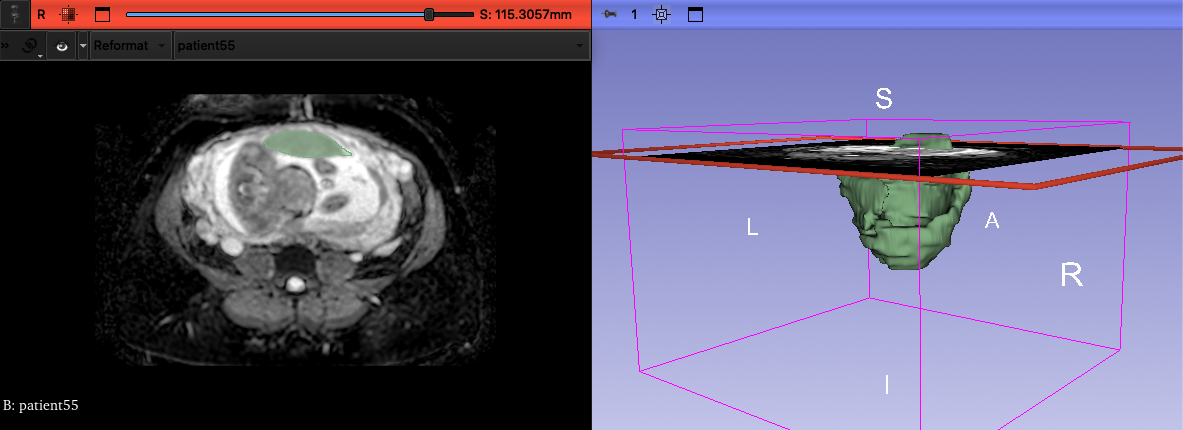 R
S: 115.3057mm
1
» Reformat patient55
S
L
A
R
I
B: patient55